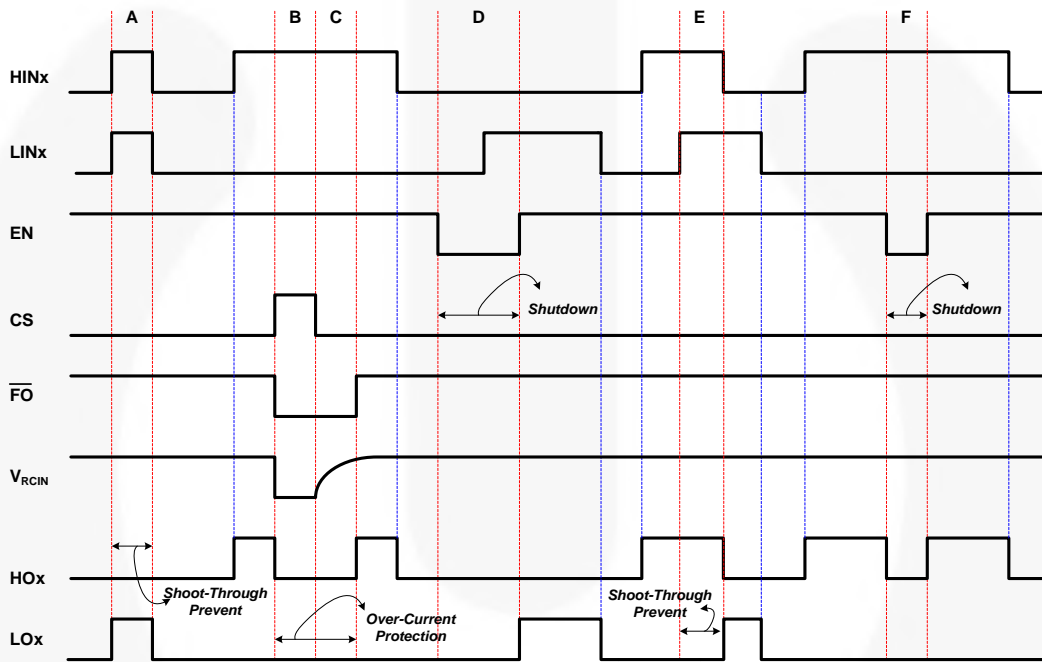 A B C D E F
HINx
LINx
EN
CS
Shutdown
Shutdown
FO
VRCIN
HOx
Shoot-Through
Prevent
Over-Current
Protection
Shoot-Through
Prevent
LOx